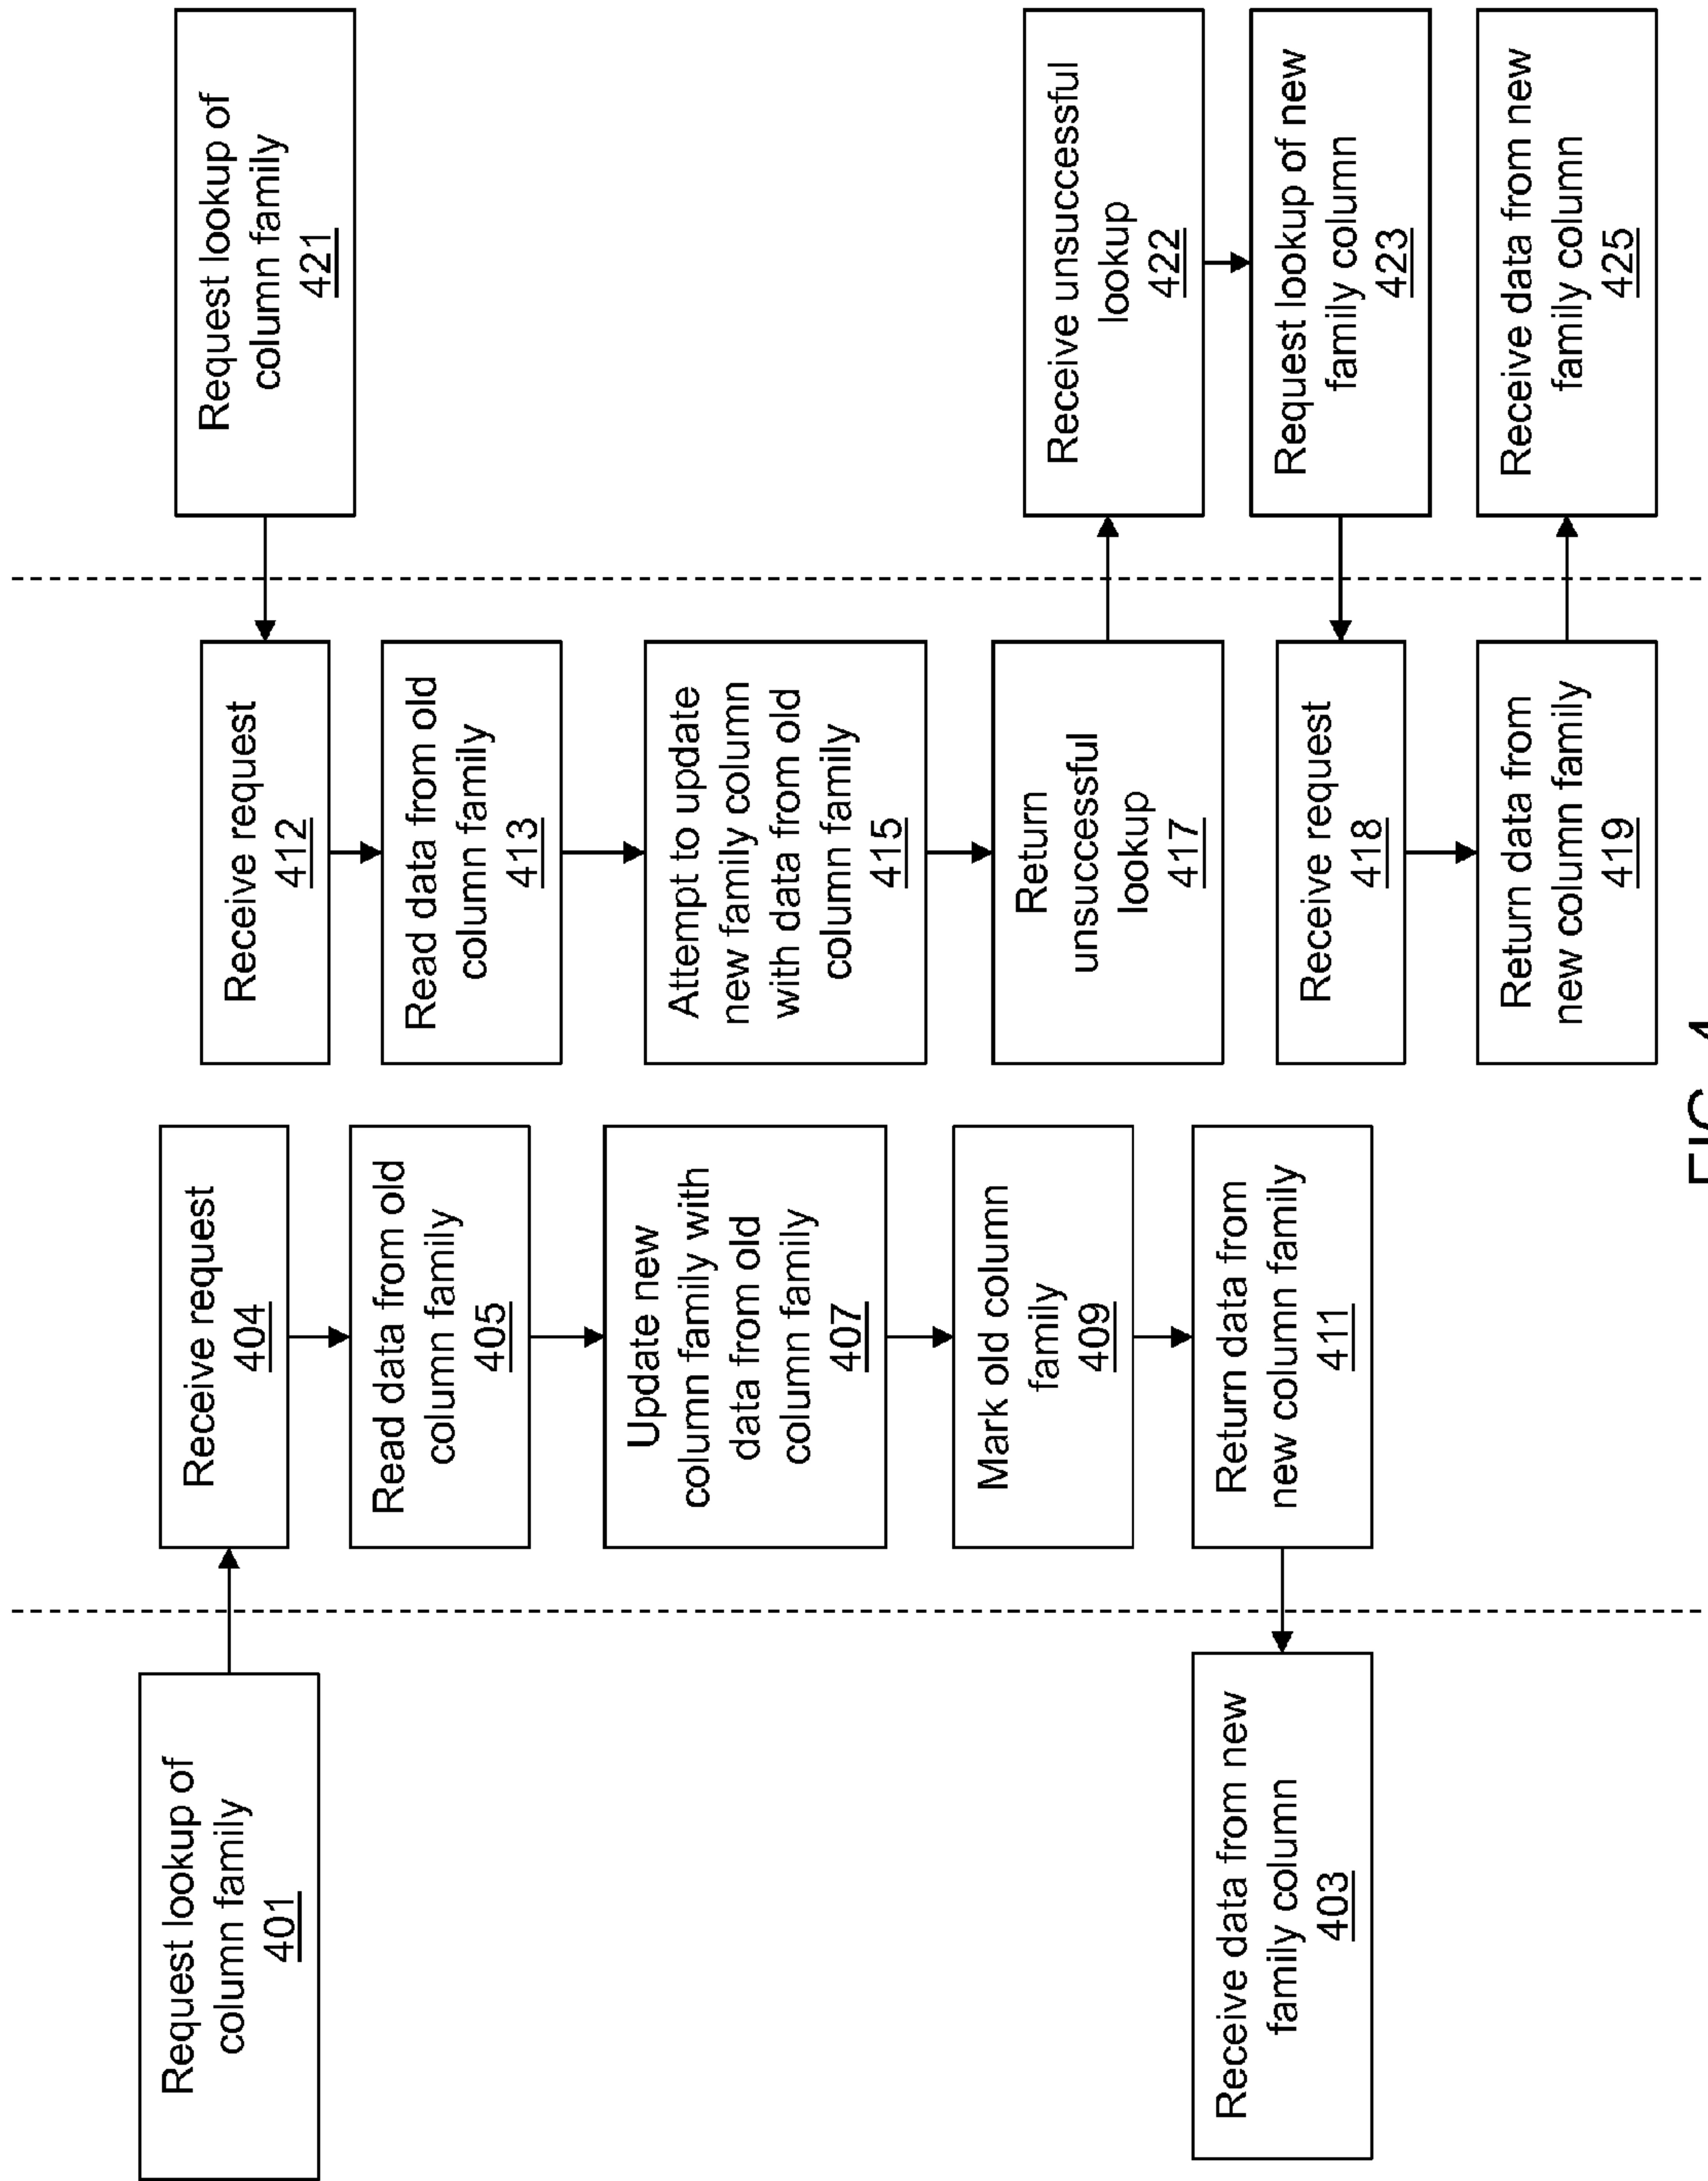 Request lookup of
column family
401
Receive data from new
family column
403
Receive request
404
Read data from old
column family
405
Update new
column family with
data from old
column family
407
Mark old column
family
409
Return data from
new column family
411
Receive request
412
Read data from old
column family
413
Attempt to update
new family column
with data from old
column family
415
Return
unsuccessful
lookup
417
Receive request
418
Return data from
new column family
419
Request lookup of
column family
421
Receive unsuccessful
lookup
422
Request lookup of new
family column
423
Receive data from new
family column
425
FIG. 4